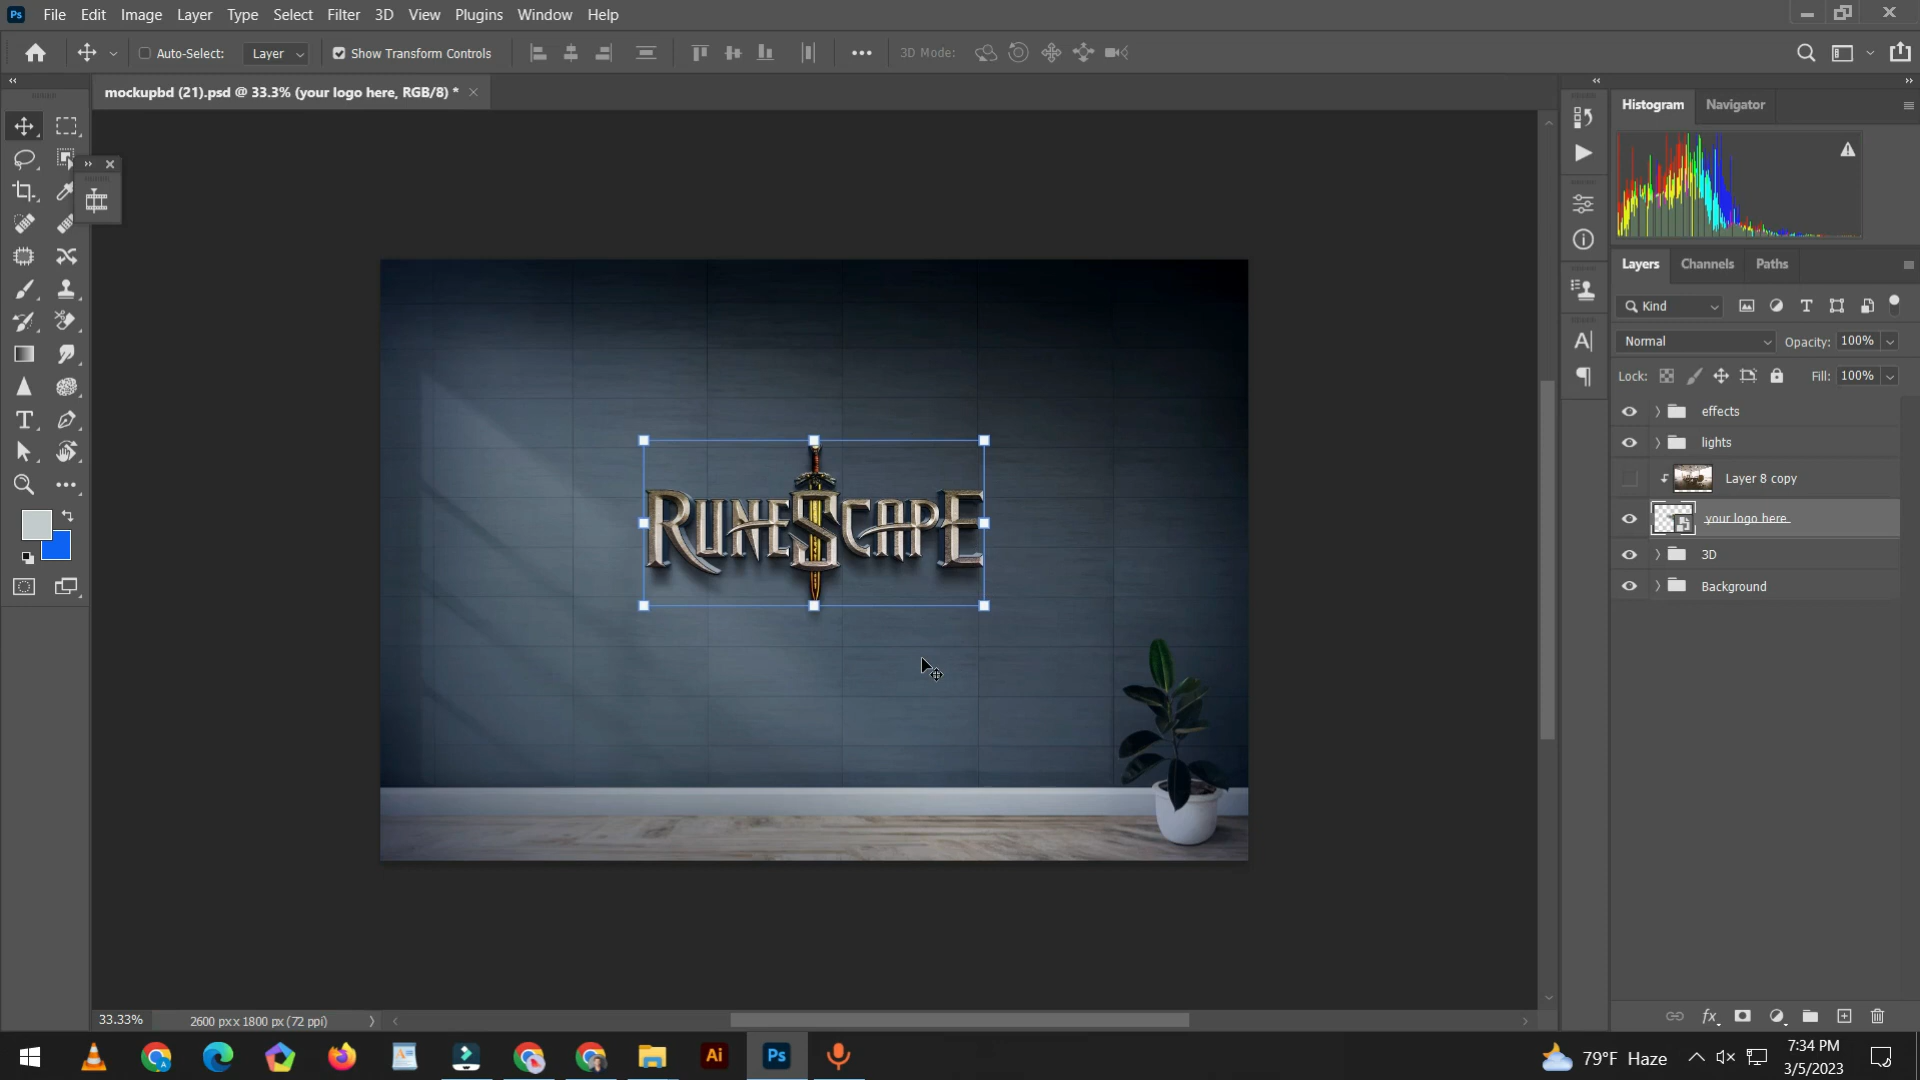 Ps File Edit Image Layer Type Select Filter 3D View Plugins Window Help
Auto-Select: Layer Show Transform Controls 3D Mode:
mockupbd (21).psd @ 33.3% (your logo here, RGB/8) *
Histogram Navigator
Layers Channels Paths
Kind
Normal Opacity: 100%
Lock: Fill: 100%
effects
lights
Layer 8 copy
your logo here
3D
Background
RUNESCAPE
33.33% 2600 px x 1800 px (72 ppi)
Ai Ps 79°F Haze
7:34 PM
3/5/2023